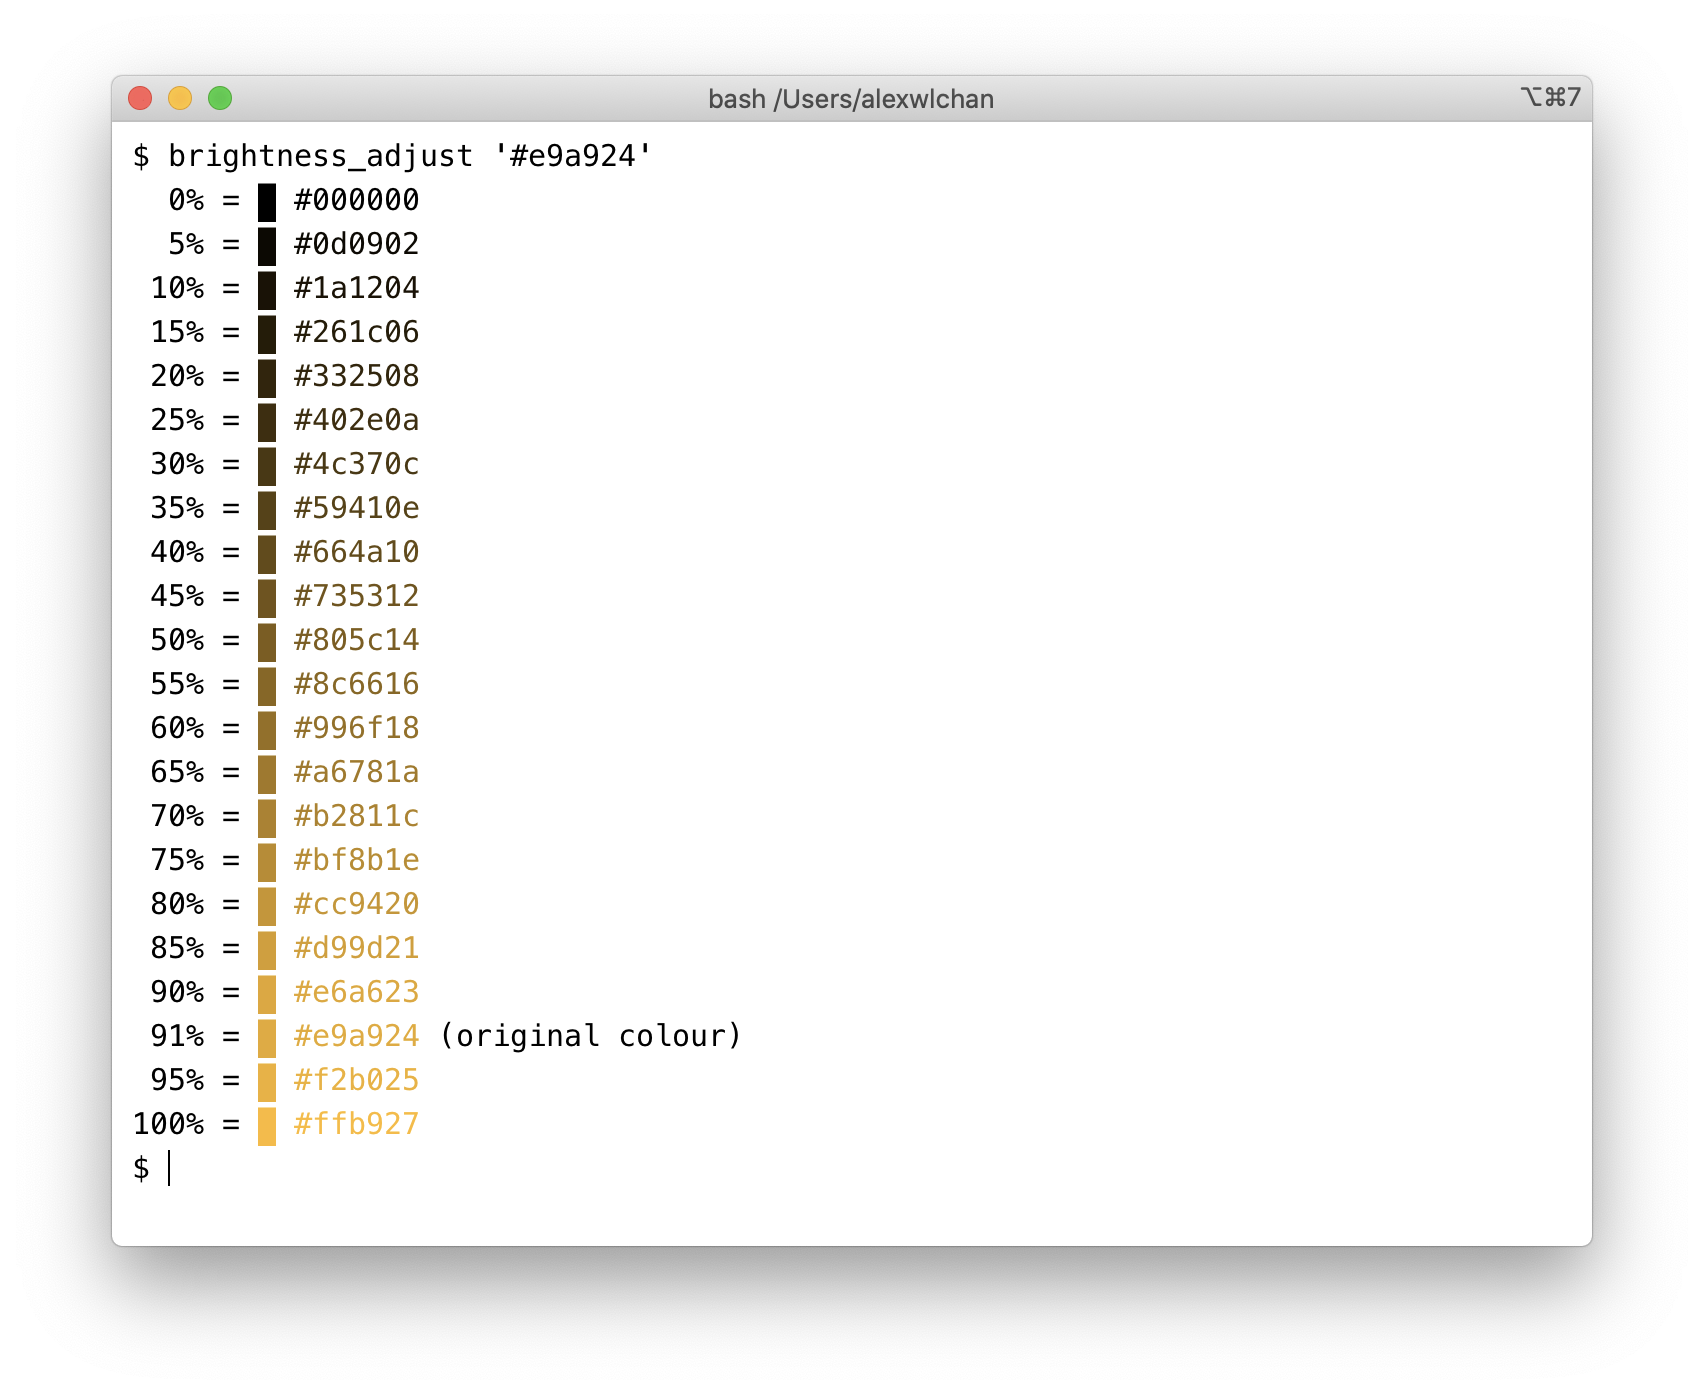 bash /Users/alexwlchan ⌥⌘7
$ brightness_adjust '#e9a924'
0% = #000000
5% = #0d0902
10% = #1a1204
15% = #261c06
20% = #332508
25% = #402e0a
30% = #4c370c
35% = #59410e
40% = #664a10
45% = #735312
50% = #805c14
55% = #8c6616
60% = #996f18
65% = #a6781a
70% = #b2811c
75% = #bf8b1e
80% = #cc9420
85% = #d99d21
90% = #e6a623
91% = #e9a924 (original colour)
95% = #f2b025
100% = #ffb927
$